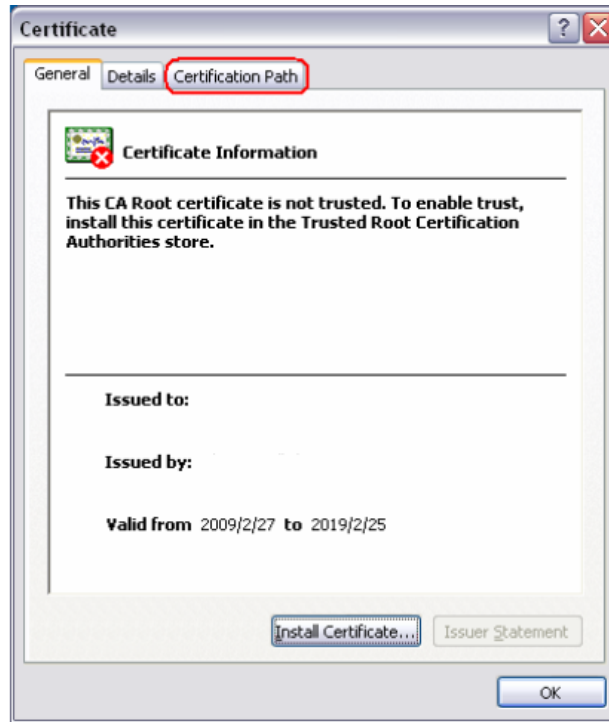 Certificate
General Details Certification Path
Certificate Information
This CA Root certificate is not trusted. To enable trust,
install this certificate in the Trusted Root Certification
Authorities store.
Issued to:
Issued by:
Valid from 2009/2/27 to 2019/2/25
Install Certificate... Issuer Statement
OK